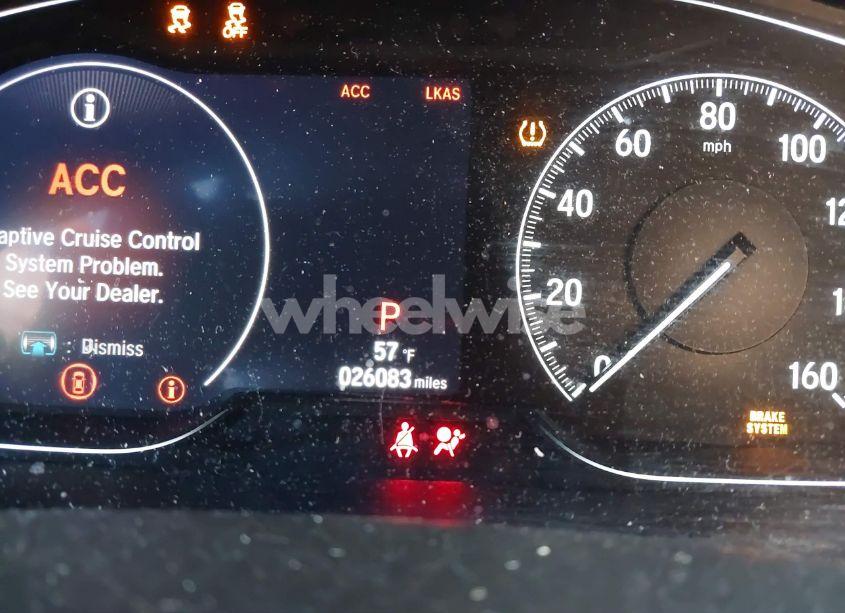 OFF
ACC
LKAS
ACC
aptive Cruise Control
System Problem.
See Your Dealer.
: Dismiss
P
57 °F
026083 miles
0
20
40
60
80
100
160
mph
BRAKE
SYSTEM
wheelwise